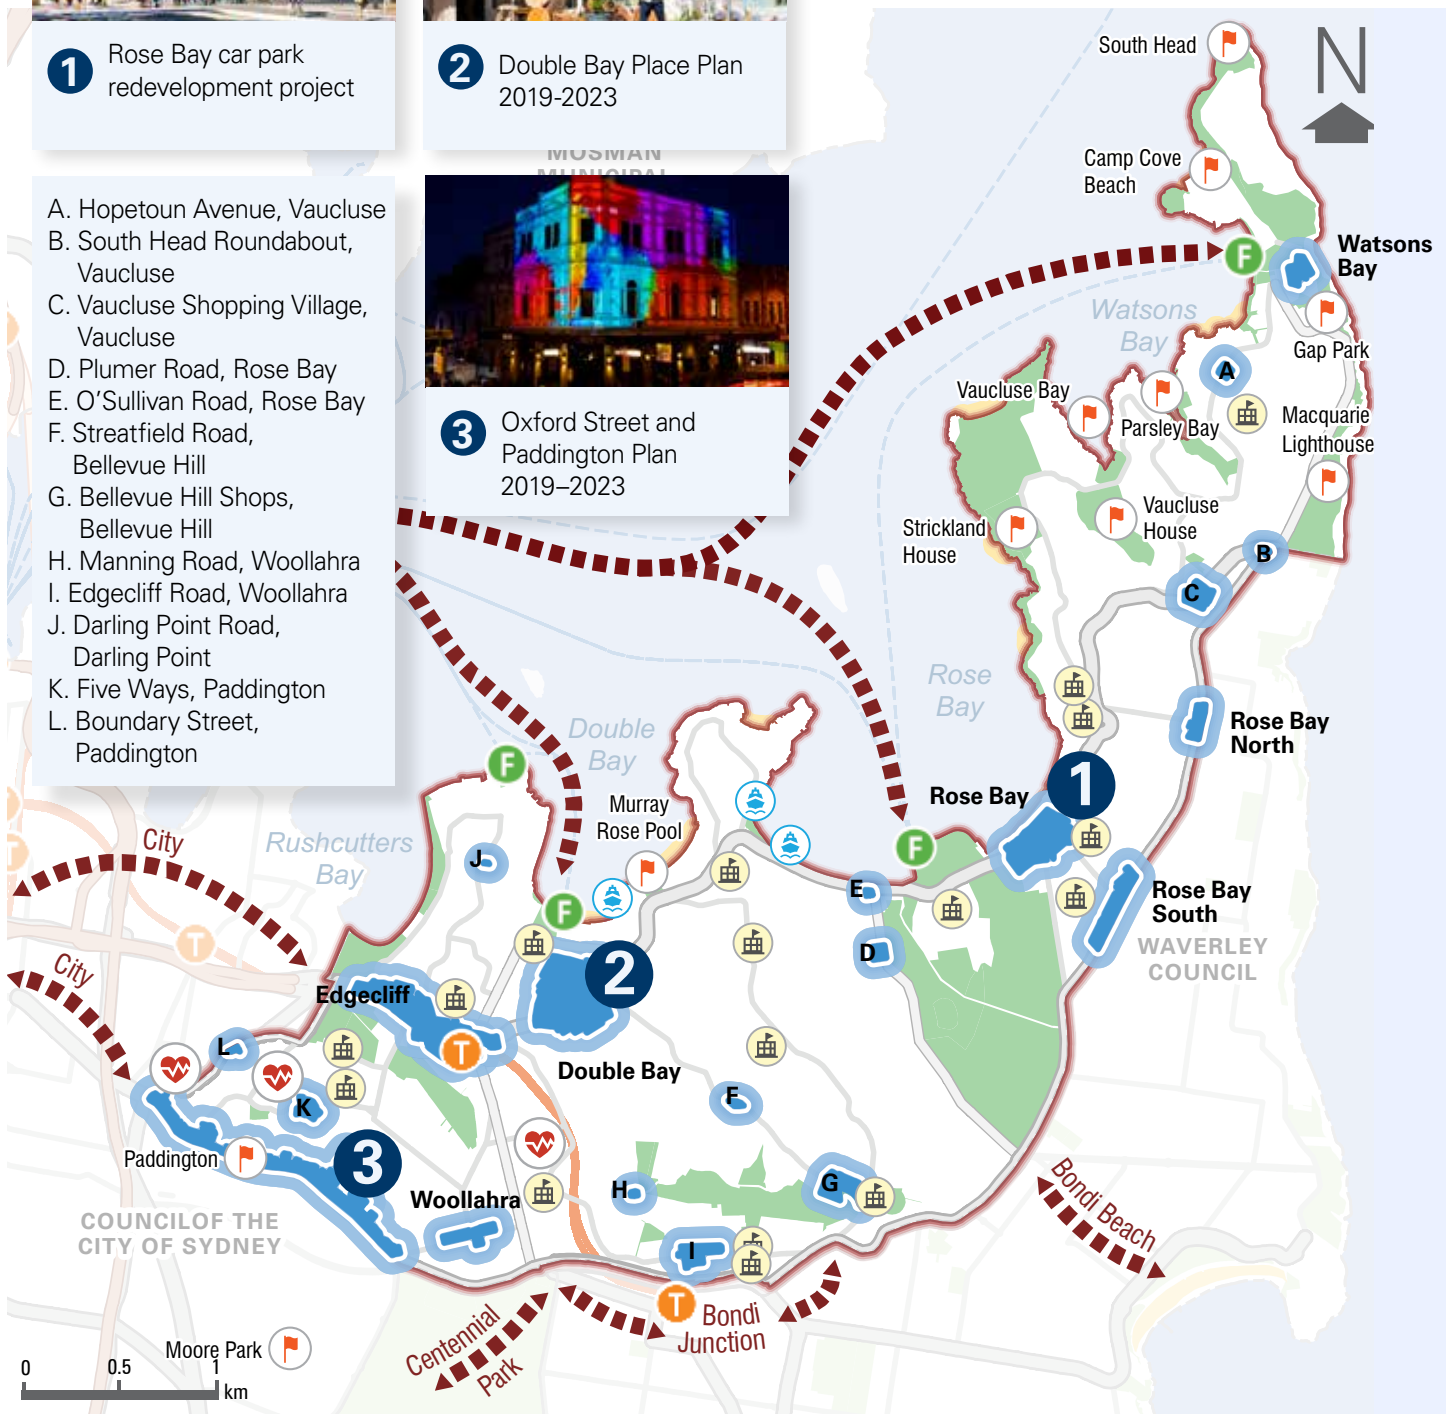 1
Rose Bay car park
redevelopment project
2
Double Bay Place Plan
2019-2023
MOSMAN
MUNICIPAL
A. Hopetoun Avenue, Vaucluse
B. South Head Roundabout,
Vaucluse
C. Vaucluse Shopping Village,
Vaucluse
D. Plumer Road, Rose Bay
E. O’Sullivan Road, Rose Bay
F. Streatfield Road,
Bellevue Hill
G. Bellevue Hill Shops,
Bellevue Hill
H. Manning Road, Woollahra
I. Edgecliff Road, Woollahra
J. Darling Point Road,
Darling Point
K. Five Ways, Paddington
L. Boundary Street,
Paddington
3
Oxford Street and
Paddington Plan
2019–2023
N
South Head
Camp Cove
Beach
F
Watsons
Bay
Watsons
Bay
Gap Park
A
Vaucluse Bay
Parsley Bay
Macquarie
Lighthouse
Vaucluse
House
Strickland
House
B
C
Rose
Bay
Rose Bay
North
Double
Bay
F
1
Rose Bay
Murray
Rose Pool
City
Rushcutters
Bay
T
J
F
F
E
Rose Bay
South
WAVERLEY
COUNCIL
D
T
City
2
Edgecliff
T
L
Double Bay
K
F
Paddington
3
Woollahra
H
G
I
COUNCILOF THE
CITY OF SYDNEY
Bondi Beach
T
Bondi
Junction
Centennial
Park
Moore Park
0
0.5
1
km